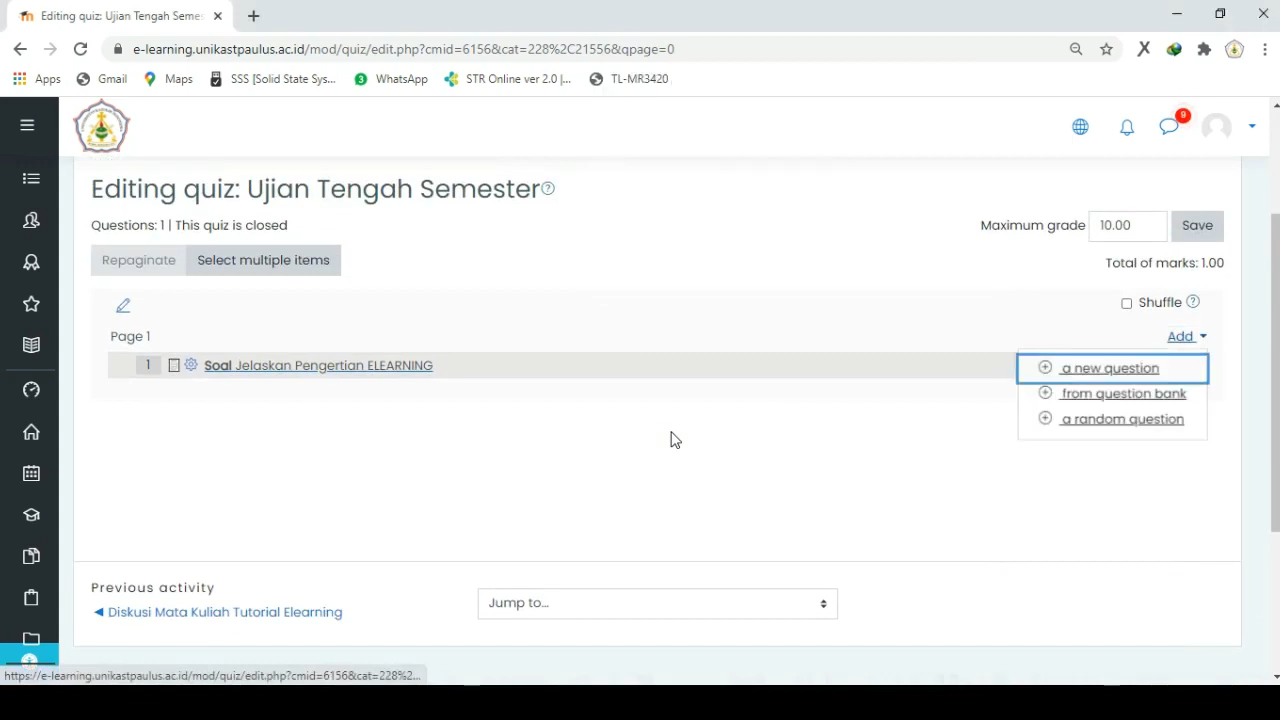 Editing quiz: Ujian Tengah Semes
e-learning.unikastpaulus.ac.id/mod/quiz/edit.php?cmid=6156&cat=228%2C21556&qpage=0
Apps Gmail Maps SSS [Solid State Sys... WhatsApp STR Online ver 2.0 |... TL-MR3420
9
Editing quiz: Ujian Tengah Semester
Questions: 1 | This quiz is closed
Maximum grade 10.00 Save
Repaginate Select multiple items
Total of marks: 1.00
Shuffle
Page 1
Add
1 Soal Jelaskan Pengertian ELEARNING
a new question
from question bank
a random question
Previous activity
◄ Diskusi Mata Kuliah Tutorial Elearning
Jump to...
https://e-learning.unikastpaulus.ac.id/mod/quiz/edit.php?cmid=6156&cat=228%2...